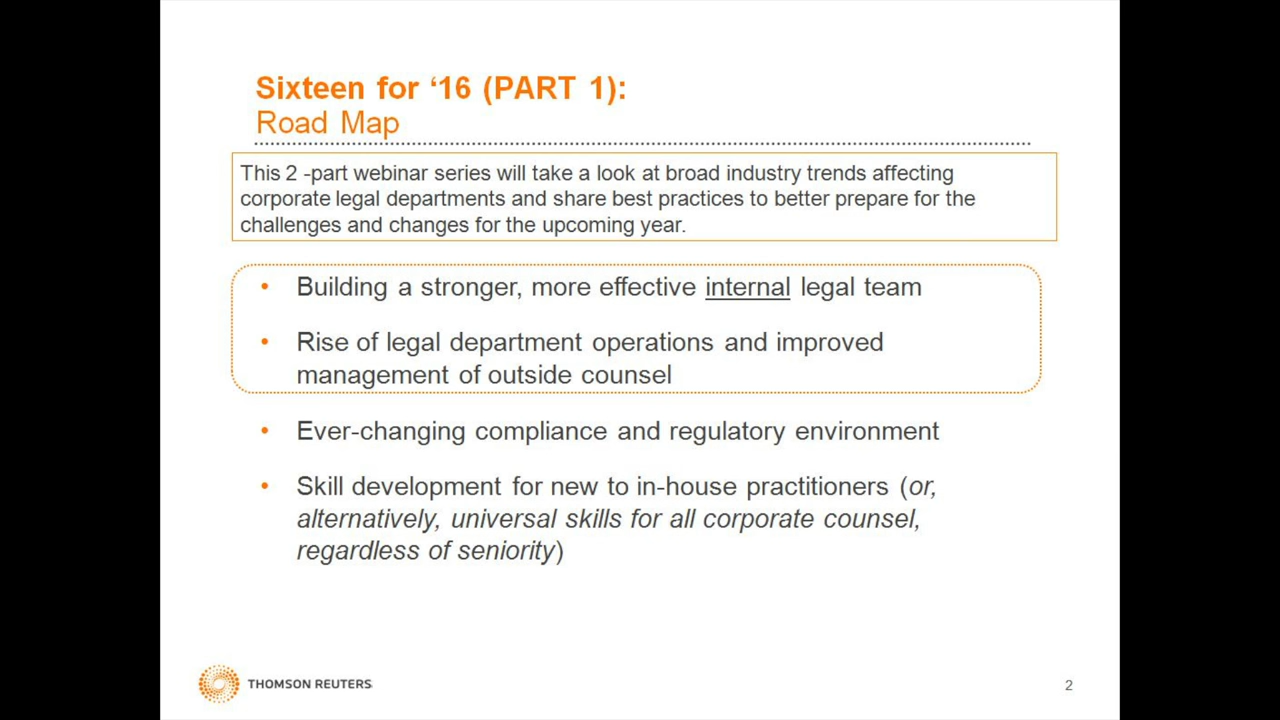 Sixteen for ‘16 (PART 1):
Road Map
This 2 -part webinar series will take a look at broad industry trends affecting
corporate legal departments and share best practices to better prepare for the
challenges and changes for the upcoming year.
• Building a stronger, more effective internal legal team
• Rise of legal department operations and improved
management of outside counsel
• Ever-changing compliance and regulatory environment
• Skill development for new to in-house practitioners (or,
alternatively, universal skills for all corporate counsel,
regardless of seniority)
THOMSON REUTERS
2